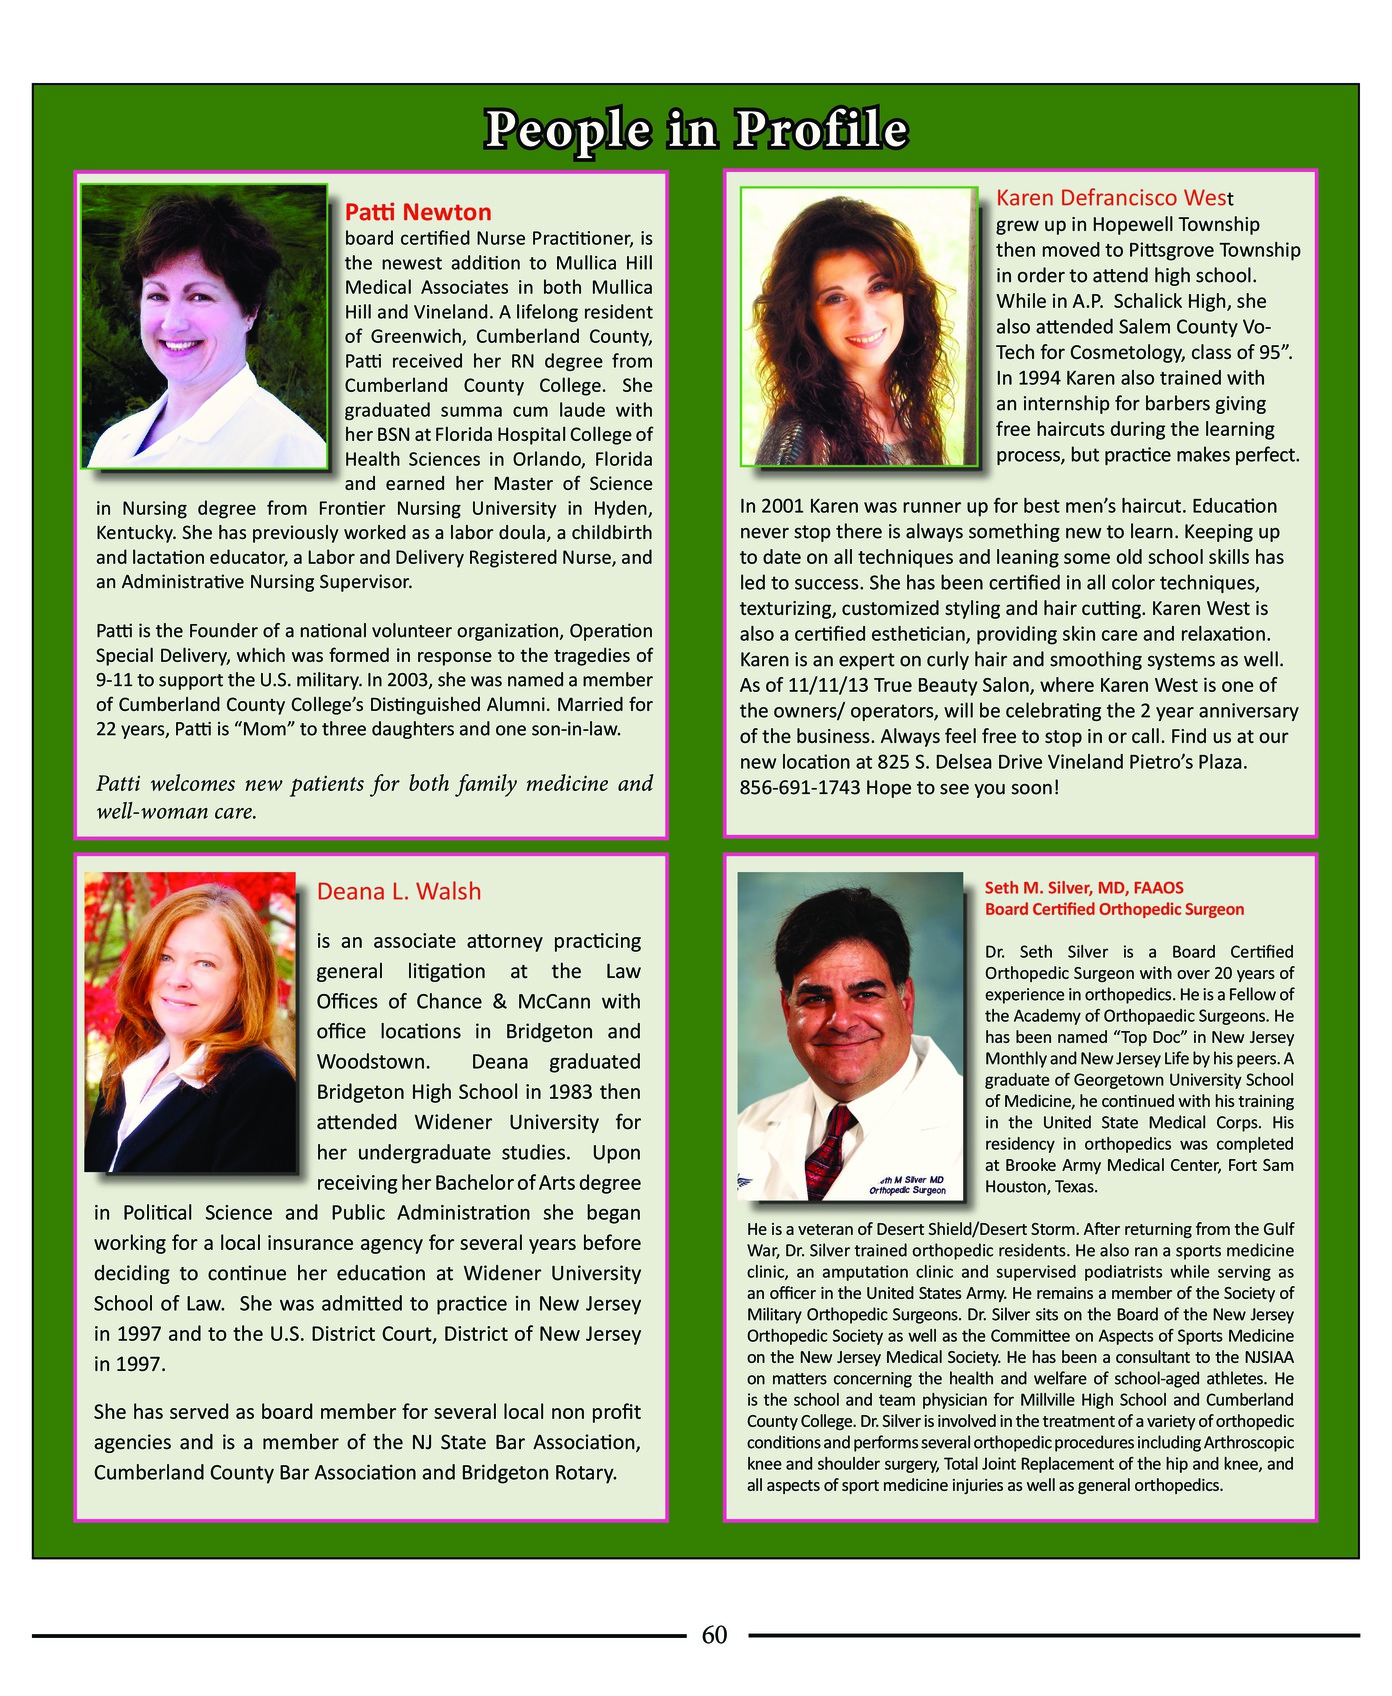 People in Profile
Patti Newton
board certified Nurse Practitioner, is
the newest addition to Mullica Hill
Medical Associates in both Mullica
Hill and Vineland. A lifelong resident
of Greenwich, Cumberland County,
Patti received her RN degree from
Cumberland County College. She
graduated summa cum laude with
her BSN at Florida Hospital College of
Health Sciences in Orlando, Florida
and earned her Master of Science
in Nursing degree from Frontier Nursing University in Hyden,
Kentucky. She has previously worked as a labor doula, a childbirth
and lactation educator, a Labor and Delivery Registered Nurse, and
an Administrative Nursing Supervisor.
Patti is the Founder of a national volunteer organization, Operation
Special Delivery, which was formed in response to the tragedies of
9-11 to support the U.S. military. In 2003, she was named a member
of Cumberland County College's Distinguished Alumni. Married for
22 years, Patti is “Mom” to three daughters and one son-in-law.
Patti welcomes new patients for both family medicine and
well-woman care.
Karen Defrancisco West
grew up in Hopewell Township
then moved to Pittsgrove Township
in order to attend high school.
While in A.P. Schalick High, she
also attended Salem County Vo-
Tech for Cosmetology, class of 95”.
In 1994 Karen also trained with
an internship for barbers giving
free haircuts during the learning
process, but practice makes perfect.
In 2001 Karen was runner up for best men's haircut. Education
never stop there is always something new to learn. Keeping up
to date on all techniques and leaning some old school skills has
led to success. She has been certified in all color techniques,
texturizing, customized styling and hair cutting. Karen West is
also a certified esthetician, providing skin care and relaxation.
Karen is an expert on curly hair and smoothing systems as well.
As of 11/11/13 True Beauty Salon, where Karen West is one of
the owners/ operators, will be celebrating the 2 year anniversary
of the business. Always feel free to stop in or call. Find us at our
new location at 825 S. Delsea Drive Vineland Pietro's Plaza.
856-691-1743 Hope to see you soon!
Deana L. Walsh
is an associate attorney practicing
general litigation at the Law
Offices of Chance & McCann with
office locations in Bridgeton and
Woodstown. Deana graduated
Bridgeton High School in 1983 then
attended Widener University for
her undergraduate studies. Upon
receiving her Bachelor of Arts degree
in Political Science and Public Administration she began
working for a local insurance agency for several years before
deciding to continue her education at Widener University
School of Law. She was admitted to practice in New Jersey
in 1997 and to the U.S. District Court, District of New Jersey
in 1997.
She has served as board member for several local non profit
agencies and is a member of the NJ State Bar Association,
Cumberland County Bar Association and Bridgeton Rotary.
Seth M. Silver, MD, FAAOS
Board Certified Orthopedic Surgeon
Dr. Seth Silver is a Board Certified
Orthopedic Surgeon with over 20 years of
experience in orthopedics. He is a Fellow of
the Academy of Orthopaedic Surgeons. He
has been named “Top Doc” in New Jersey
Monthly and New Jersey Life by his peers. A
graduate of Georgetown University School
of Medicine, he continued with his training
in the United State Medical Corps. His
residency in orthopedics was completed
at Brooke Army Medical Center, Fort Sam
Houston, Texas.
M Silver MD
Orthopedic Surgeon
He is a veteran of Desert Shield/Desert Storm. After returning from the Gulf
War, Dr. Silver trained orthopedic residents. He also ran a sports medicine
clinic, an amputation clinic and supervised podiatrists while serving as
an officer in the United States Army. He remains a member of the Society of
Military Orthopedic Surgeons. Dr. Silver sits on the Board of the New Jersey
Orthopedic Society as well as the Committee on Aspects of Sports Medicine
on the New Jersey Medical Society. He has been a consultant to the NJSIAA
on matters concerning the health and welfare of school-aged athletes. He
is the school and team physician for Millville High School and Cumberland
County College. Dr. Silver is involved in the treatment of a variety of orthopedic
conditions and performs several orthopedic procedures including Arthroscopic
knee and shoulder surgery, Total Joint Replacement of the hip and knee, and
all aspects of sport medicine injuries as well as general orthopedics.
60